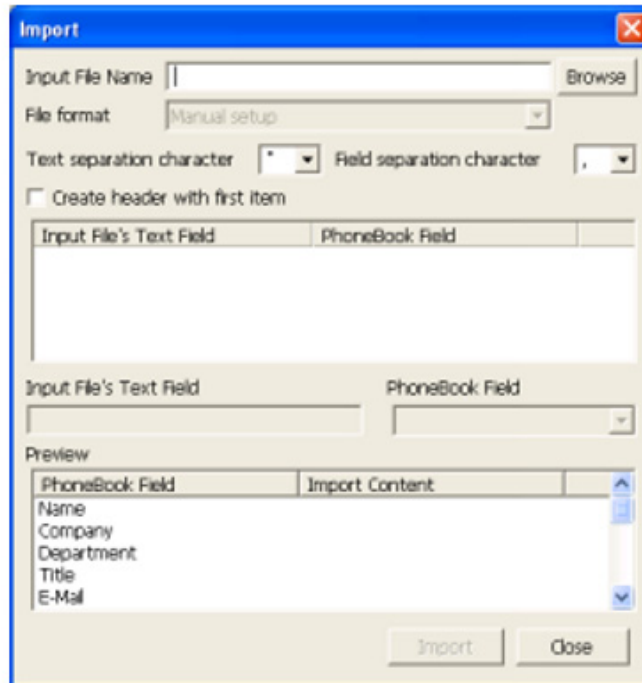 Import
Input File Name Browse
File format Manual setup
Text separation character " Field separation character ,
Create header with first item
Input File's Text Field PhoneBook Field
Input File's Text Field PhoneBook Field
Preview
PhoneBook Field Import Content
Name
Company
Department
Title
E-Mail
Import Close